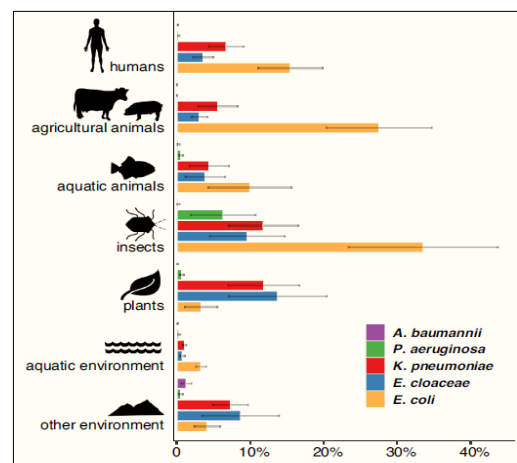 humans
agricultural animals
aquatic animals
insects
plants
aquatic environment
other environment
A. baumannii
P. aeruginosa
K. pneumoniae
E. cloaceae
E. coli
0 10% 20% 30% 40%